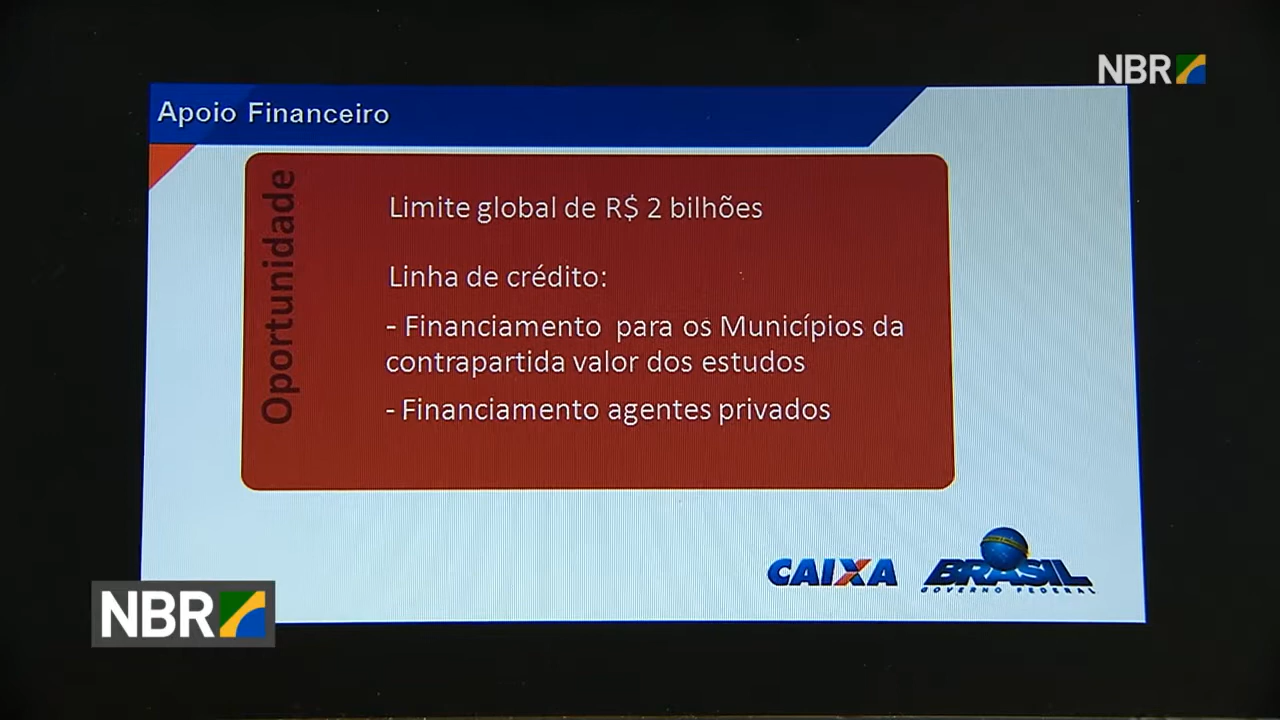 NBR
Apoio Financeiro
Oportunidade
Limite global de R$ 2 bilhões
Linha de crédito:
- Financiamento para os Municípios da
contrapartida valor dos estudos
- Financiamento agentes privados
CAIXA
BRASIL
GOVERNO FEDERAL
NBR